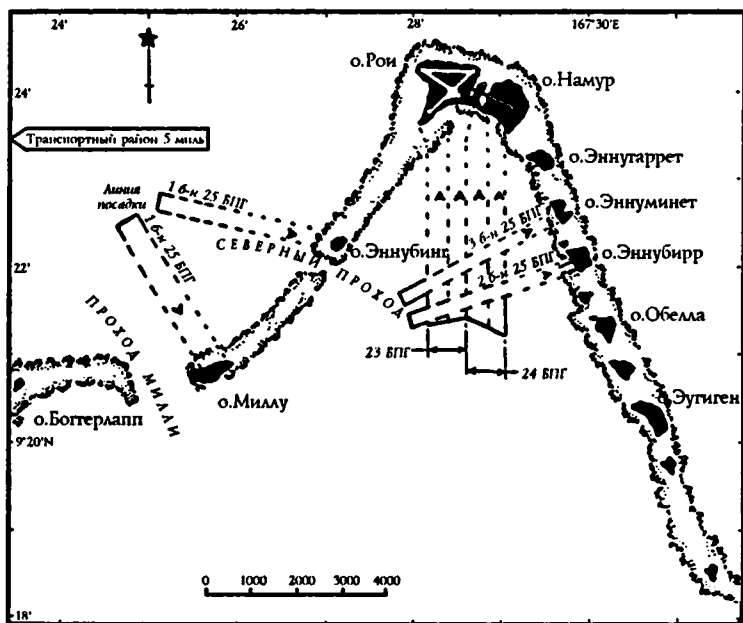 24'
26'
28'
167°30'E
о.Рои
о.Намур
24'
Транспортный район 5 миль
о.Эннугаррет
Линия
посадки
1 б-н 25 БПГ
1 б-н 25 БПГ
о.Эннуминет
3 б-н 25 БПГ
о.Эннубинг
СЕВЕРНЫЙ ПРОХОД
о.Эннубирр
22'
2 б-н 25 БПГ
ПРОХОД МИЛЛИ
о.Обелла
23 БПГ
24 БПГ
о.Миллу
о.Эугиген
о.Боггерлапп
9°20'N
0 1000 2000 3000 4000
18'